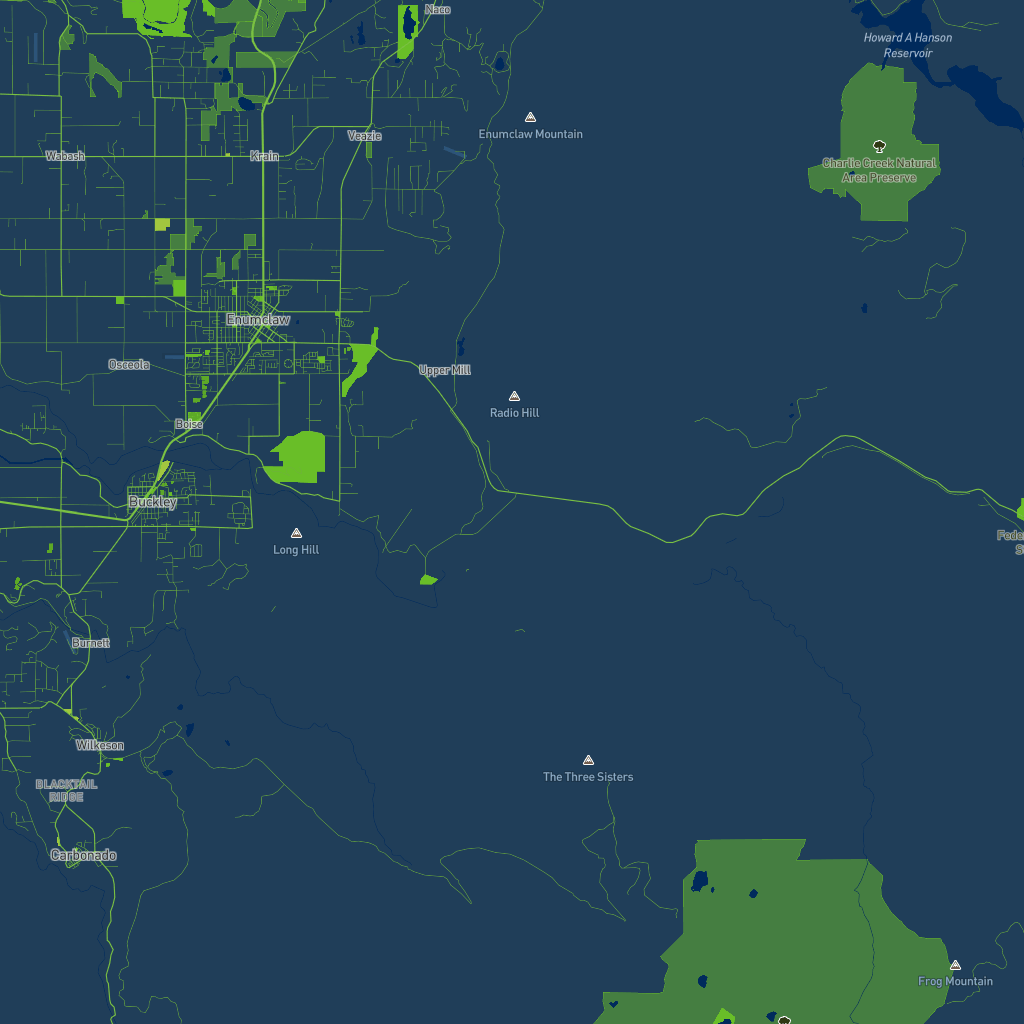 Naco
Howard A Hanson
Reservoir
Enumclaw Mountain
Veazie
Wabash
Krain
Charlie Creek Natural
Area Preserve
Enumclaw
Osceola
Upper Mill
Radio Hill
Boise
Buckley
Long Hill
Burnett
Wilkeson
The Three Sisters
BLACKTAIL
RIDGE
Carbonado
Frog Mountain